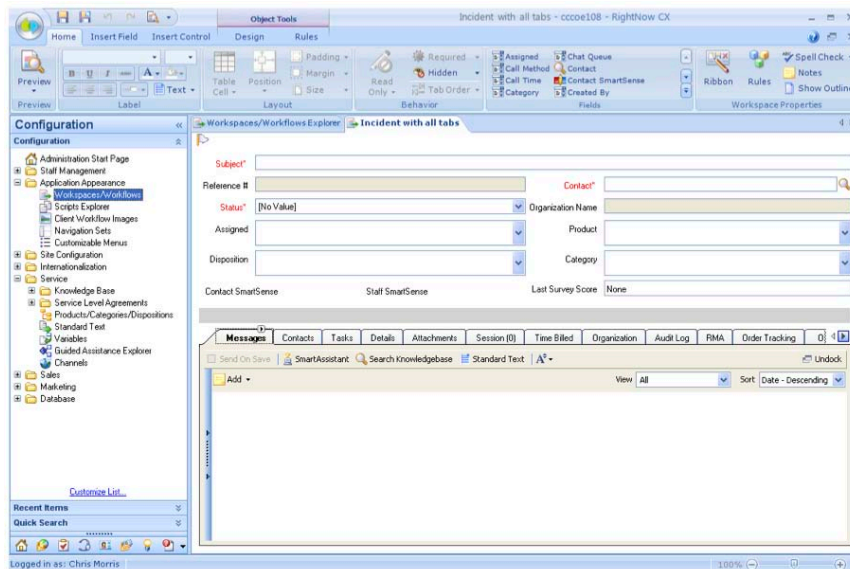 Object Tools
Incident with all tabs - cccoe108 - RightNow CX
Home Insert Field Insert Control Design Rules
Preview
Preview
B U I A
Text
Label
Table Cell
Position
Padding
Margin
Size
Layout
Read Only
Required
Hidden
Tab Order
Behavior
Assigned
Call Method
Call Time
Category
Chat Queue
Contact
Contact SmartSense
Created By
Fields
Ribbon
Rules
Spell Check
Notes
Show Outline
Workspace Properties
Configuration
Configuration
Administration Start Page
Staff Management
Application Appearance
Workspaces/Workflows
Scripts Explorer
Client Workflow Images
Navigation Sets
Customizable Menus
Site Configuration
Internationalization
Service
Knowledge Base
Service Level Agreements
Products/Categories/Dispositions
Standard Text
Variables
Guided Assistance Explorer
Channels
Sales
Marketing
Database
Customize List...
Recent Items
Quick Search
Workspaces/Workflows Explorer Incident with all tabs
Subject*
Reference # Contact*
Status* [No Value] Organization Name
Assigned Product
Disposition Category
Contact SmartSense Staff SmartSense Last Survey Score None
Messages Contacts Tasks Details Attachments Session (0) Time Billed Organization Audit Log RMA Order Tracking
Send On Save SmartAssistant Search Knowledgebase Standard Text A Undock
Add View All Sort Date - Descending
Logged in as: Chris Morris 100%